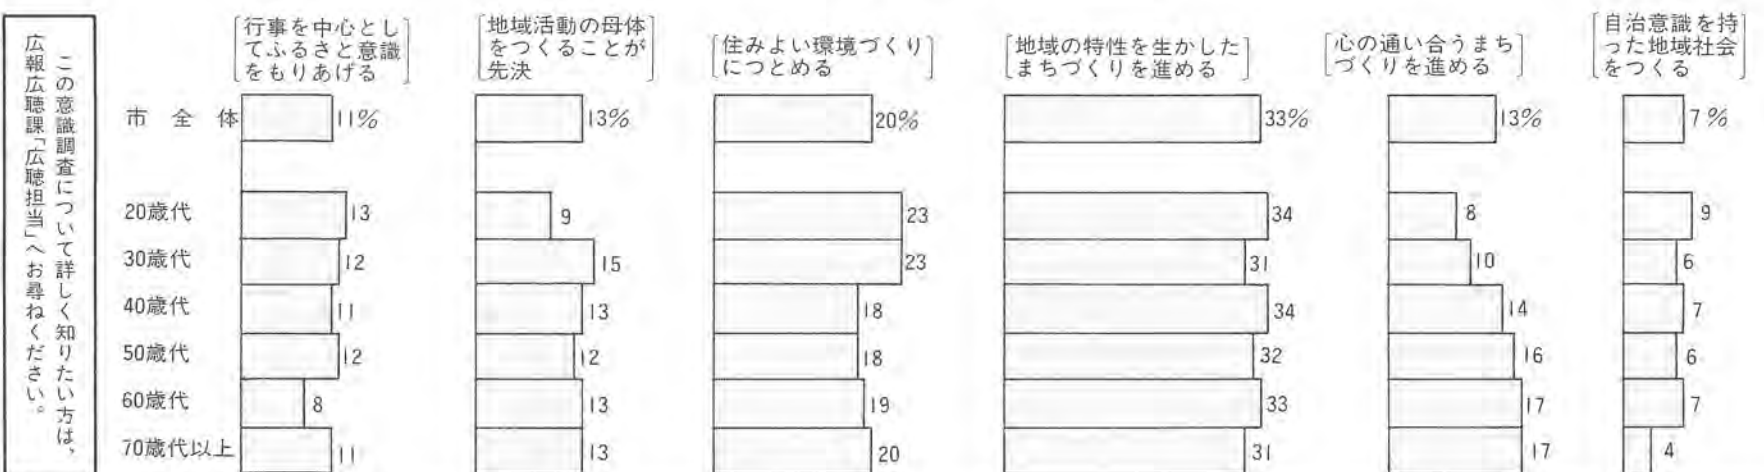 この意識調査について詳しく知りたい方は，
広報広聴課「広聴担当」へお尋ねください。
行事を中心とし
てふるさと意識
をもりあげる
地域活動の母体
をつくることが
先決
住みよい環境づくり
につとめる
地域の特性を生かした
まちづくりを進める
心の通い合うまち
づくりを進める
自治意識を持
った地域社会
をつくる
市全体 11% 13% 20% 33% 13% 7%
20歳代 13 9 23 34 8 9
30歳代 12 15 23 31 10 6
40歳代 11 13 18 34 14 7
50歳代 12 12 18 32 16 6
60歳代 8 13 19 33 17 7
70歳代以上 11 13 20 31 17 4